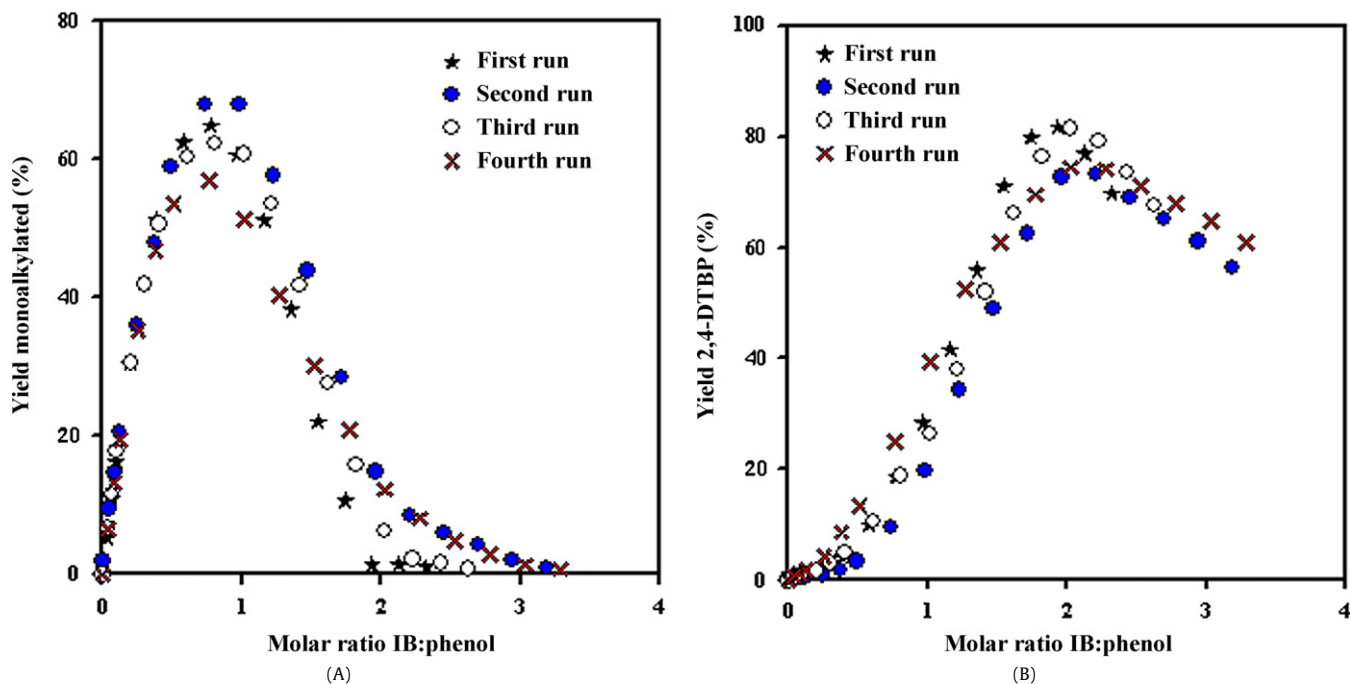 80
60
40
20
0
Yield monoalkylated (%)
First run
Second run
Third run
Fourth run
0 1 2 3 4
Molar ratio IB:phenol
(A)
100
80
60
40
20
0
Yield 2,4-DTBP (%)
First run
Second run
Third run
Fourth run
0 1 2 3 4
Molar ratio IB:phenol
(B)